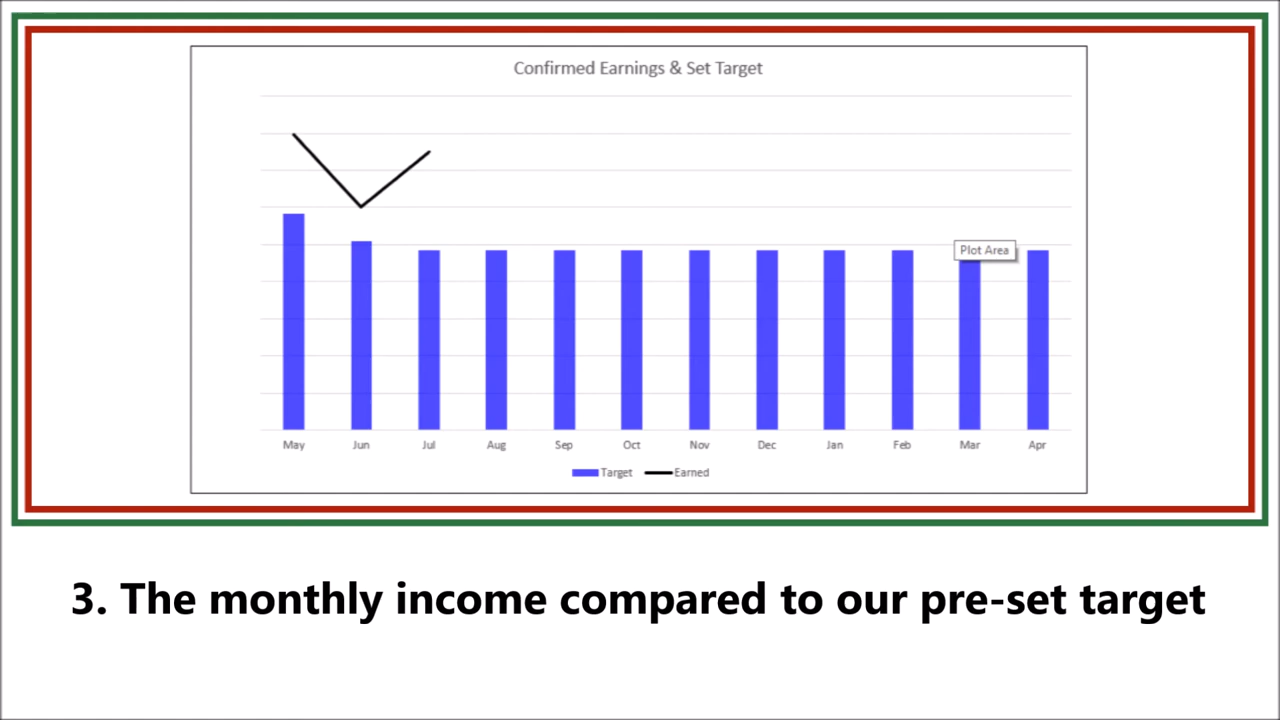 Confirmed Earnings & Set Target
Plot Area
May Jun Jul Aug Sep Oct Nov Dec Jan Feb Mar Apr
Target Earned
3. The monthly income compared to our pre-set target